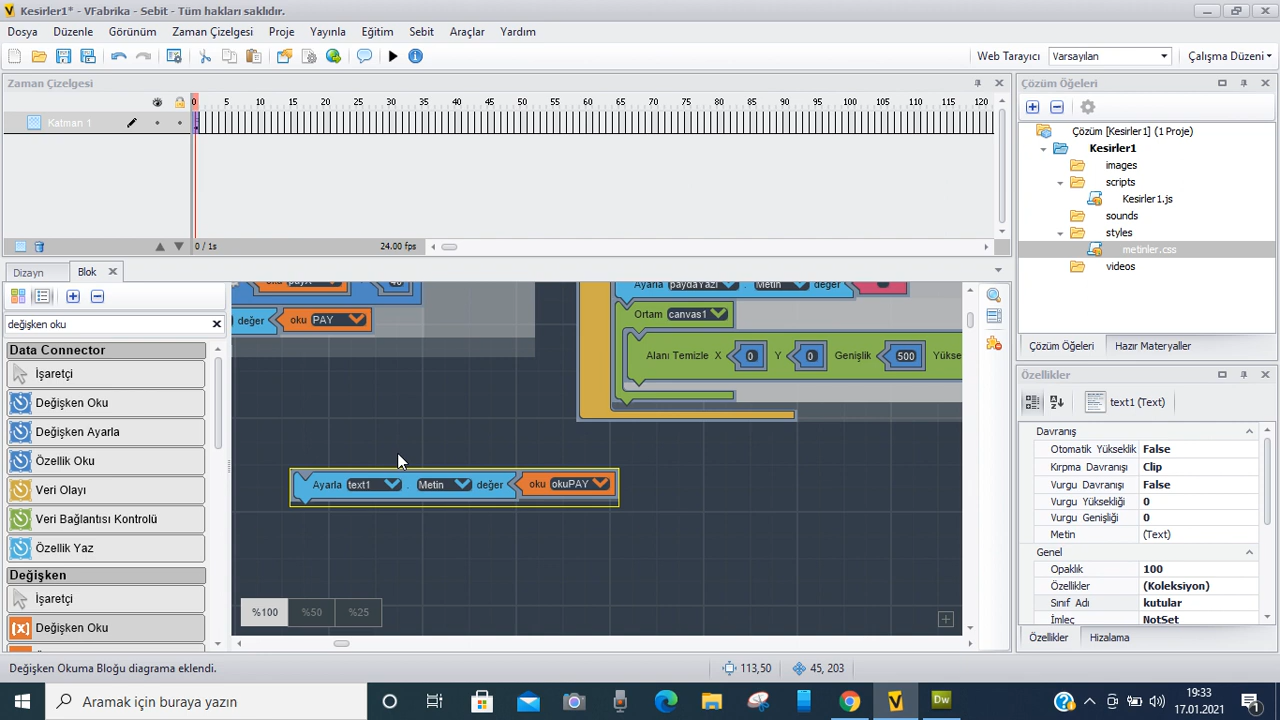 Kesirler1* - VFabrika - Sebit - Tüm hakları saklıdır.
Dosya Düzenle Görünüm Zaman Çizelgesi Proje Yayınla Eğitim Sebit Araçlar Yardım
Web Tarayıcı Varsayılan Çalışma Düzeni
Zaman Çizelgesi
0 5 10 15 20 25 30 35 40 45 50 55 60 65 70 75 80 85 90 95 100 105 110 115 120
Katman 1
0 / 1s 24.00 fps
Dizayn Blok
değişken oku
Data Connector
İşaretçi
Değişken Oku
Değişken Ayarla
Özellik Oku
Veri Olayı
Veri Bağlantısı Kontrolü
Özellik Yaz
Değişken
İşaretçi
Değişken Oku
değer oku PAY
Ayarla paydaYazi . Metin değer
Ortam canvas1
Alanı Temizle X 0 Y 0 Genişlik 500 Yükse
Ayarla text1 . Metin değer oku okuPAY
%100 %50 %25
Çözüm Öğeleri
Çözüm [Kesirler1] (1 Proje)
Kesirler1
images
scripts
Kesirler1.js
sounds
styles
metinler.css
videos
Çözüm Öğeleri Hazır Materyaller
Özellikler
text1 (Text)
Davranış
Otomatik Yükseklik False
Kırpma Davranışı Clip
Vurgu Davranışı False
Vurgu Yüksekliği 0
Vurgu Genişliği 0
Metin (Text)
Genel
Opaklık 100
Özellikler (Koleksiyon)
Sınıf Adı kutular
İmleç NotSet
Özellikler Hizalama
Değişken Okuma Bloğu diagrama eklendi. 113,50 45, 203
Aramak için buraya yazın
Dw
19:33
17.01.2021
1